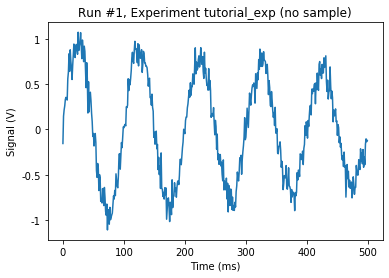 Run #1, Experiment tutorial_exp (no sample)
1
0.5
0
-0.5
-1
Signal (V)
0 100 200 300 400 500
Time (ms)